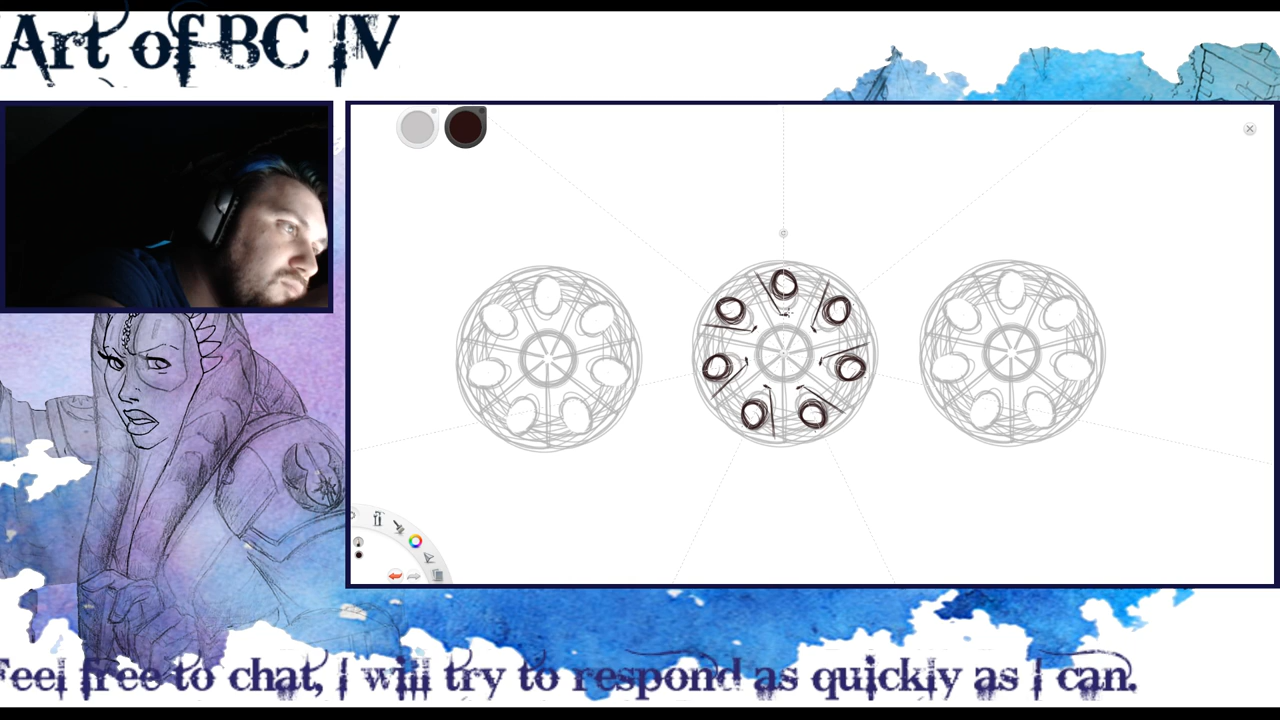 Art of BC IV
Feel free to chat, I will try to respond as quickly as I can.